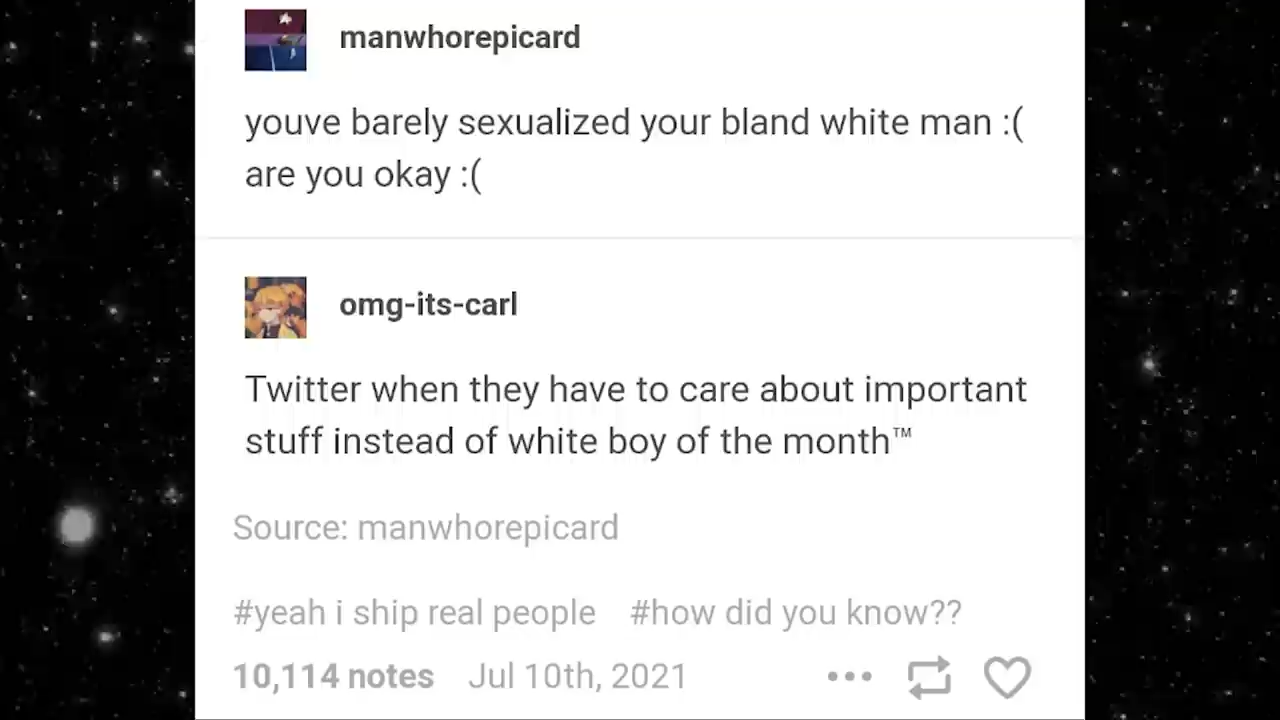 manwhorepicard
youve barely sexualized your bland white man :(
are you okay :(
omg-its-carl
Twitter when they have to care about important
stuff instead of white boy of the month™
Source: manwhorepicard
#yeah i ship real people #how did you know??
10,114 notes Jul 10th, 2021